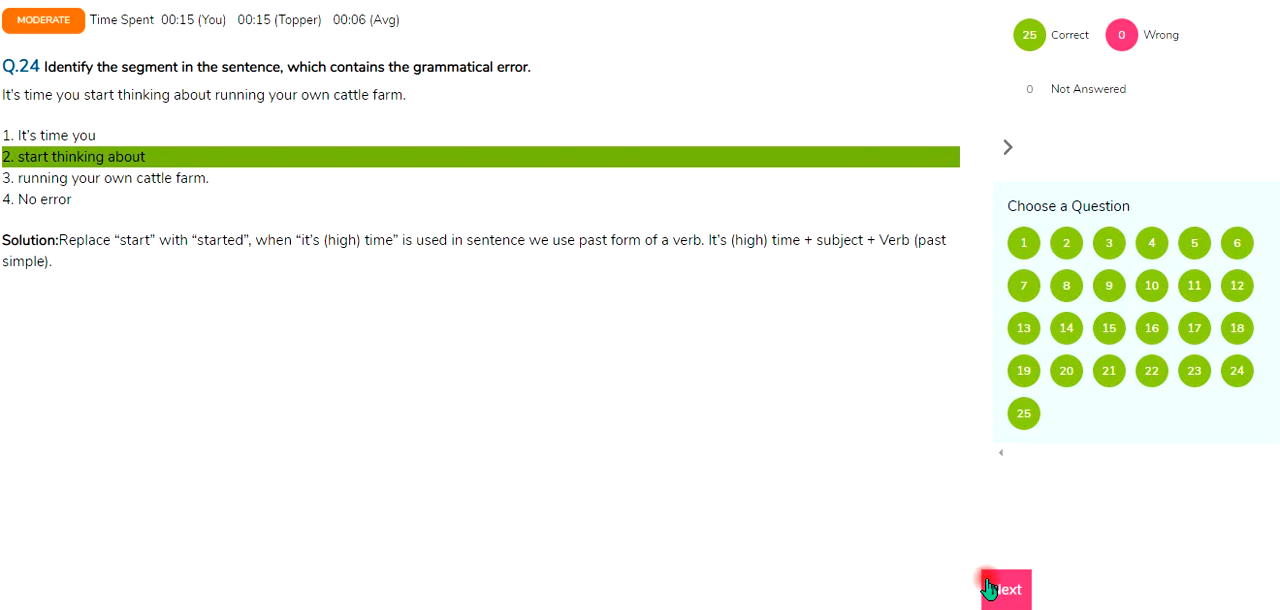 MODERATE Time Spent 00:15 (You) 00:15 (Topper) 00:06 (Avg)
Q.24 Identify the segment in the sentence, which contains the grammatical error.
It's time you start thinking about running your own cattle farm.
1. It's time you
2. start thinking about
3. running your own cattle farm.
4. No error
Solution:Replace “start” with “started”, when “it's (high) time” is used in sentence we use past form of a verb. It's (high) time + subject + Verb (past
simple).
25 Correct 0 Wrong
0 Not Answered
Choose a Question
1 2 3 4 5 6
7 8 9 10 11 12
13 14 15 16 17 18
19 20 21 22 23 24
25
Next